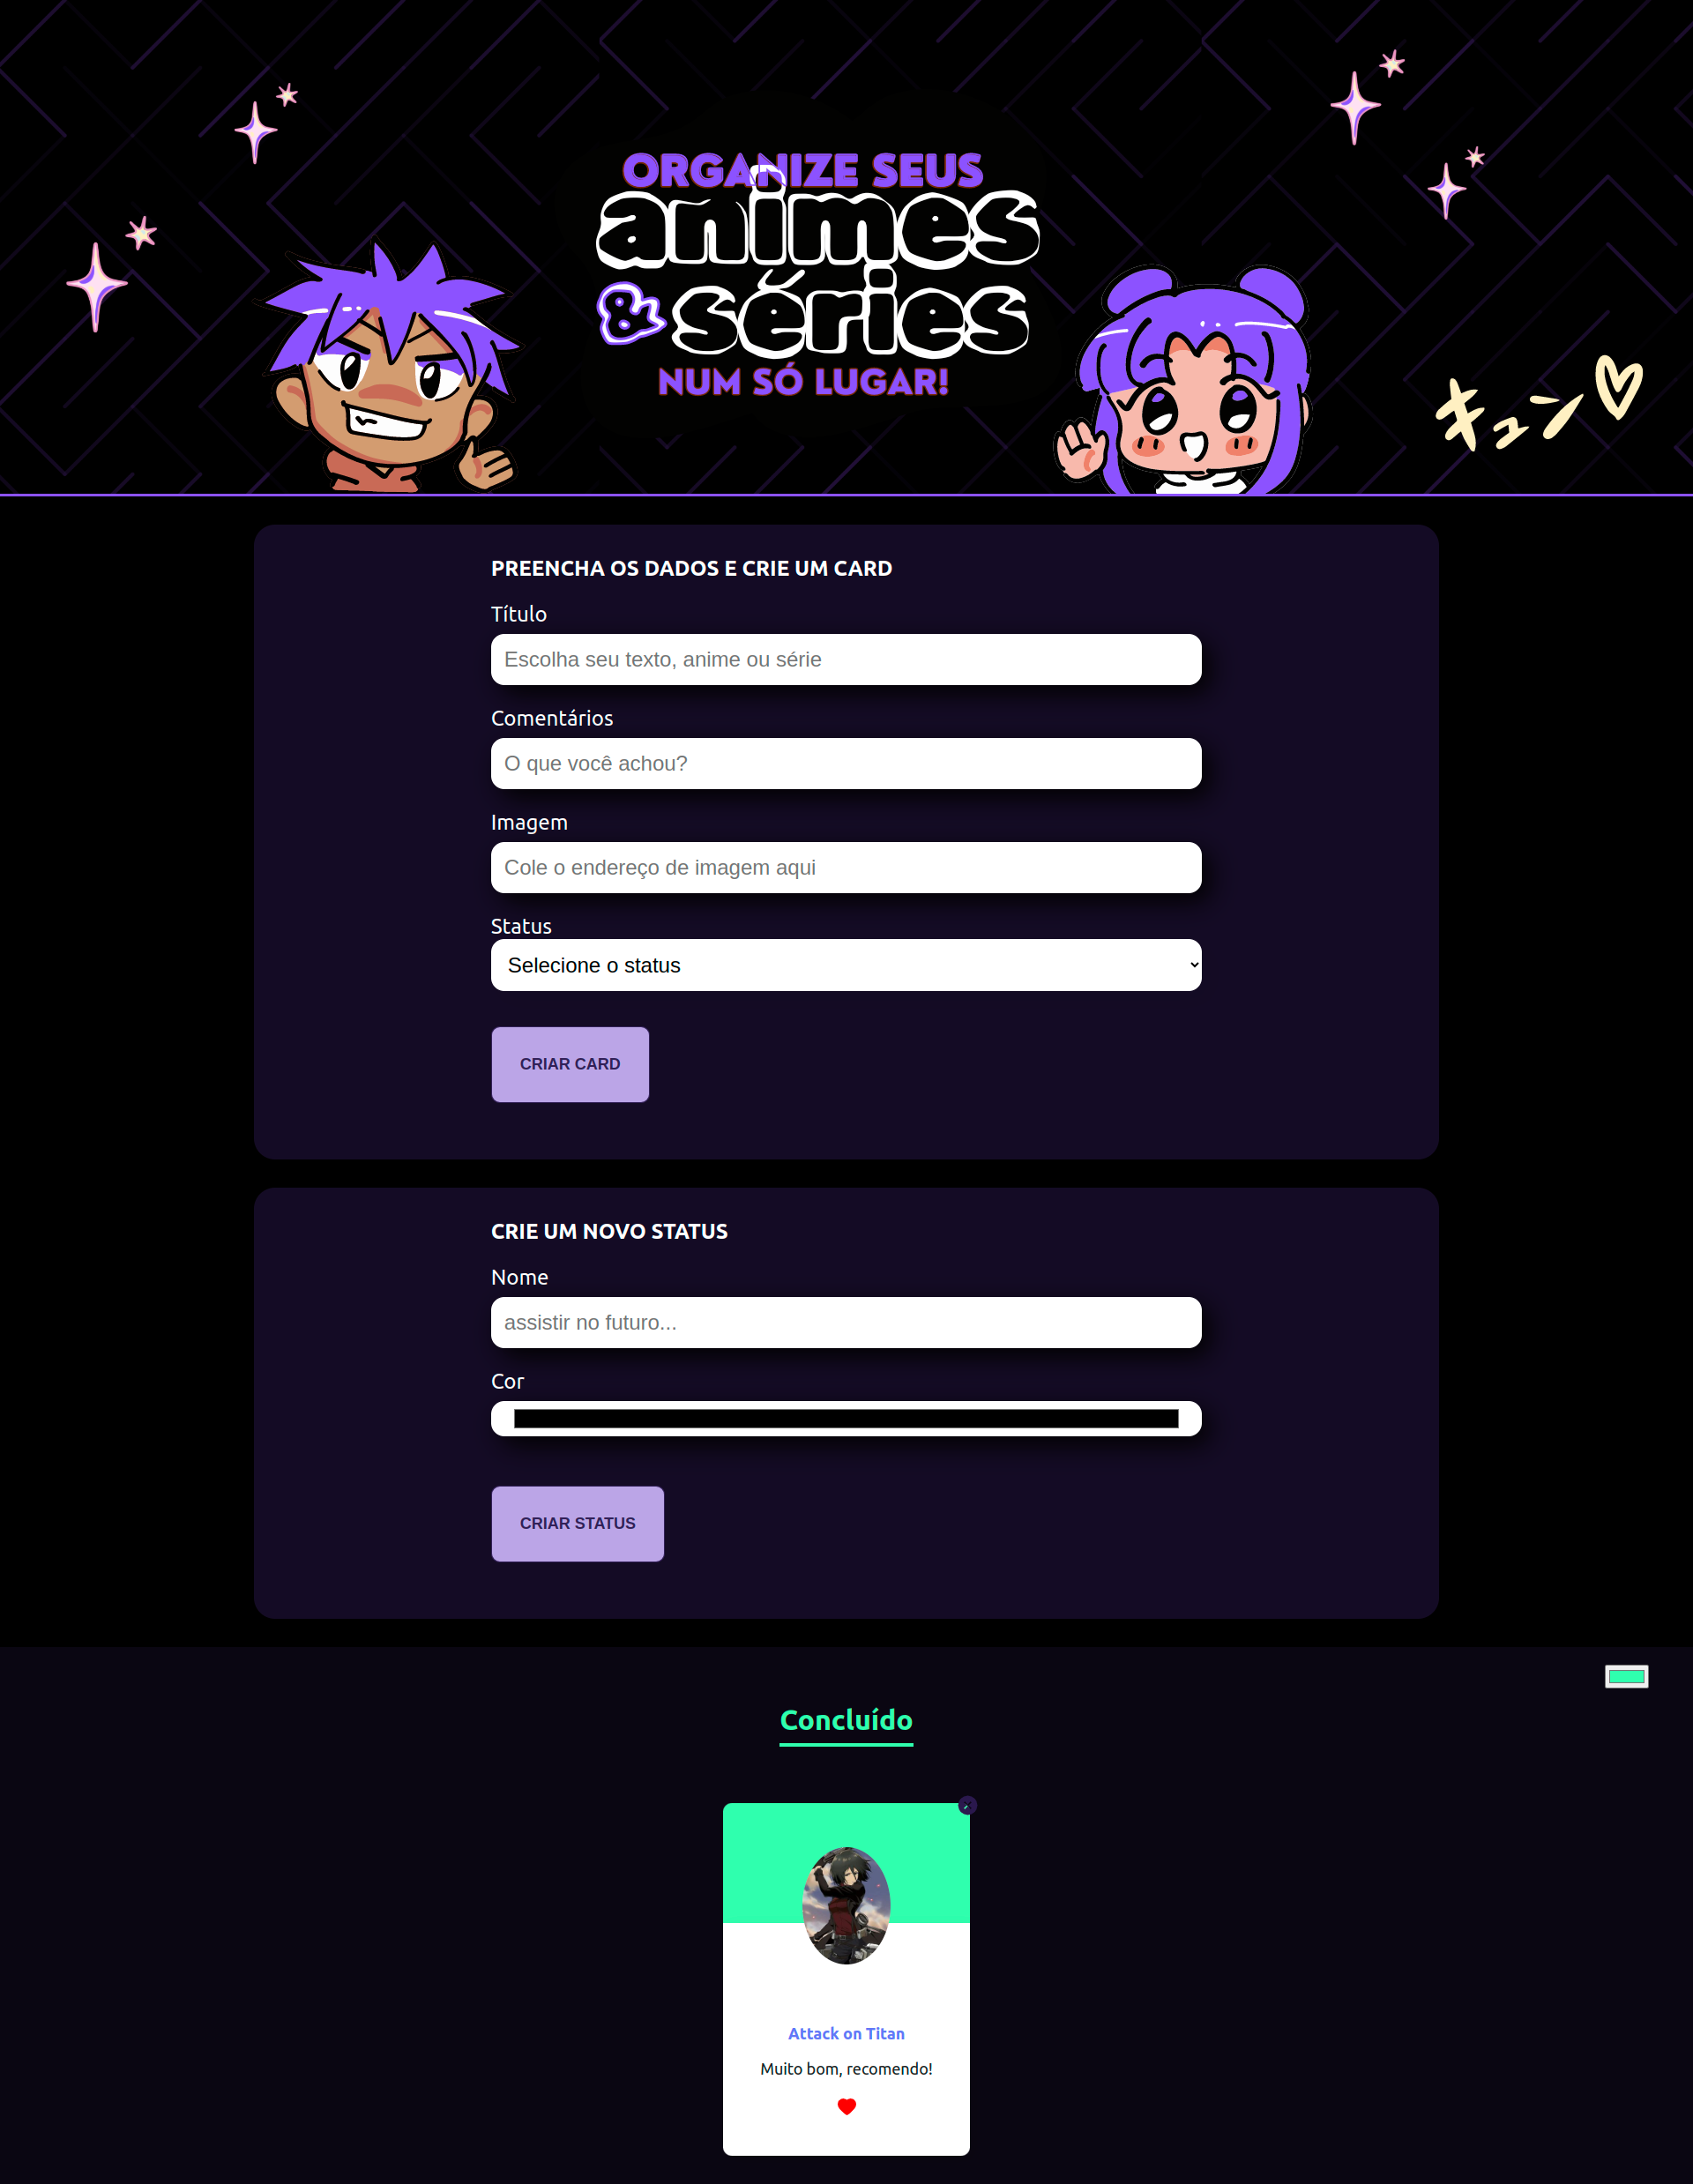 ORGANIZE SEUS
animes
& séries
NUM SÓ LUGAR!
キュン♡
PREENCHA OS DADOS E CRIE UM CARD
Título
Escolha seu texto, anime ou série
Comentários
O que você achou?
Imagem
Cole o endereço de imagem aqui
Status
Selecione o status
CRIAR CARD
CRIE UM NOVO STATUS
Nome
assistir no futuro...
Cor
CRIAR STATUS
Concluído
Attack on Titan
Muito bom, recomendo!